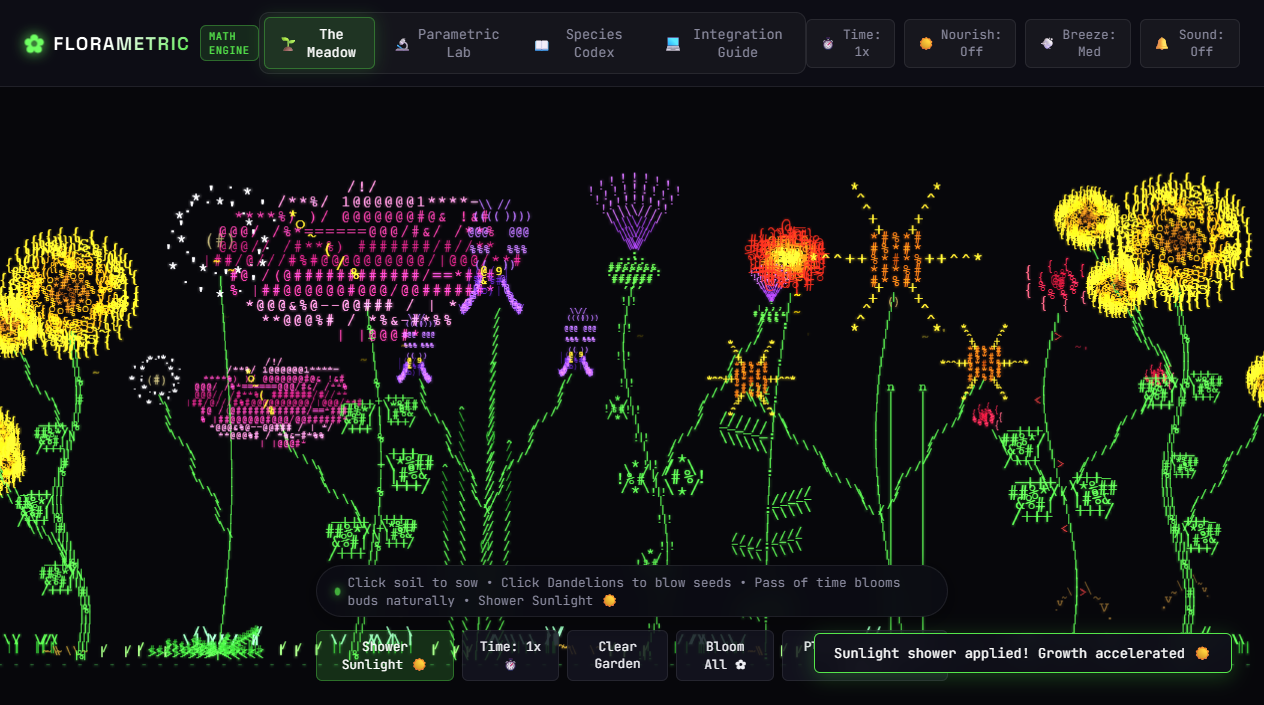 FLORAMETRIC
MATH
ENGINE
The
Meadow
Parametric
Lab
Species
Codex
Integration
Guide
Time:
1x
Nourish:
Off
Breeze:
Med
Sound:
Off
Click soil to sow • Click Dandelions to blow seeds • Pass of time blooms
buds naturally • Shower Sunlight
Shower
Sunlight
Time: 1x
Clear
Garden
Bloom
All
Sunlight shower applied! Growth accelerated